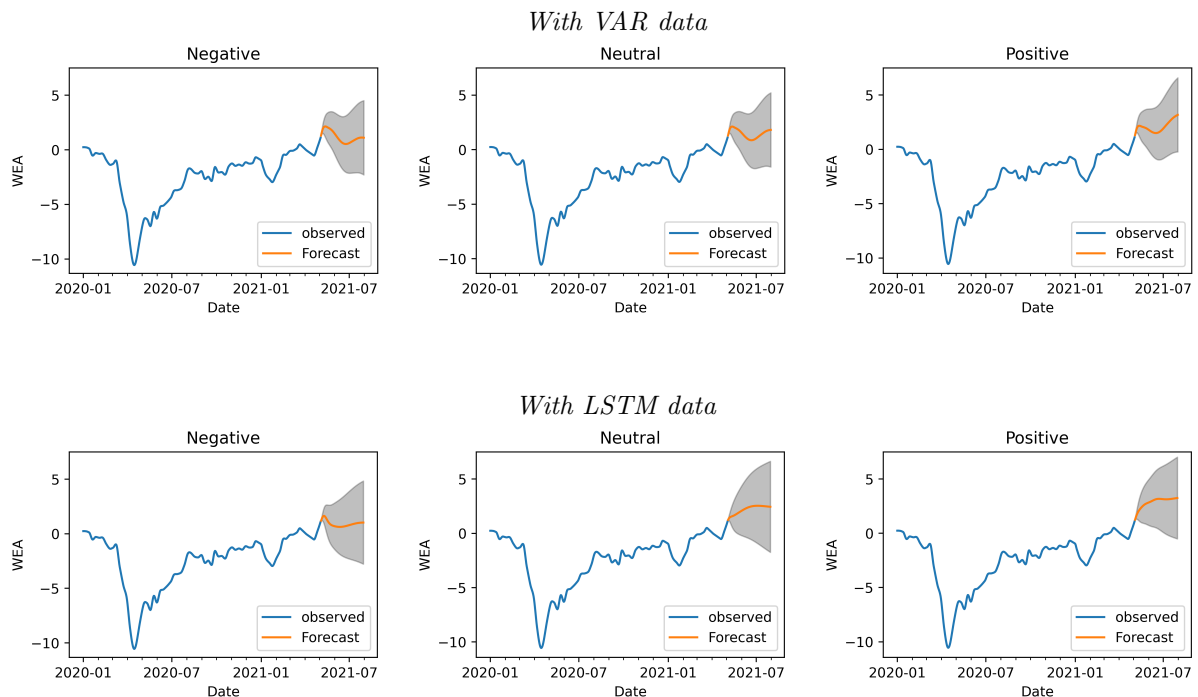 With VAR data
Negative
5
0
−5
−10
WEA
observed
Forecast
2020-01 2020-07 2021-01 2021-07
Date
Neutral
5
0
−5
−10
WEA
observed
Forecast
2020-01 2020-07 2021-01 2021-07
Date
Positive
5
0
−5
−10
WEA
observed
Forecast
2020-01 2020-07 2021-01 2021-07
Date
With LSTM data
Negative
5
0
−5
−10
WEA
observed
Forecast
2020-01 2020-07 2021-01 2021-07
Date
Neutral
5
0
−5
−10
WEA
observed
Forecast
2020-01 2020-07 2021-01 2021-07
Date
Positive
5
0
−5
−10
WEA
observed
Forecast
2020-01 2020-07 2021-01 2021-07
Date